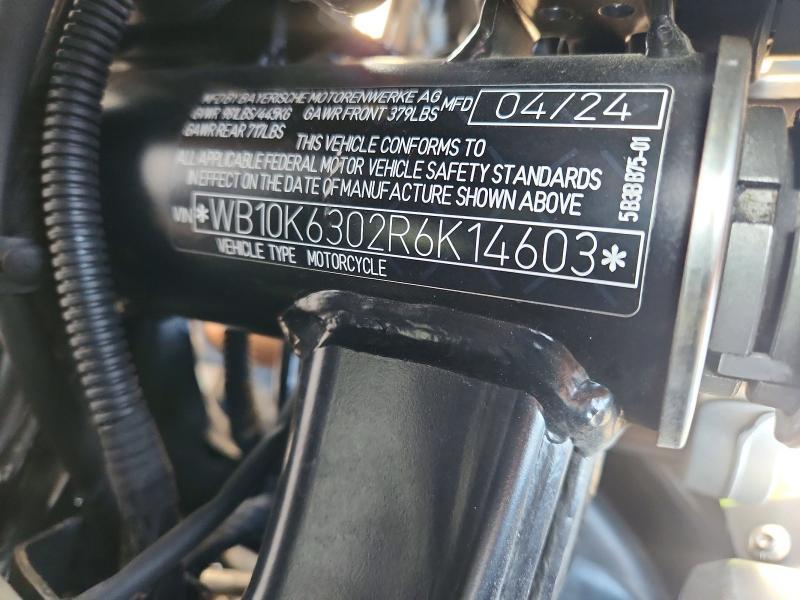 MFD BY BAYERISCHE MOTORENWERKE AG MFD 04/24
GAWR FRONT 379LBS
GAWR REAR 717LBS
THIS VEHICLE CONFORMS TO
ALL APPLICABLE FEDERAL MOTOR VEHICLE SAFETY STANDARDS
IN EFFECT ON THE DATE OF MANUFACTURE SHOWN ABOVE
5B3BB75-01
VIN *WB10K6302R6K14603*
VEHICLE TYPE MOTORCYCLE